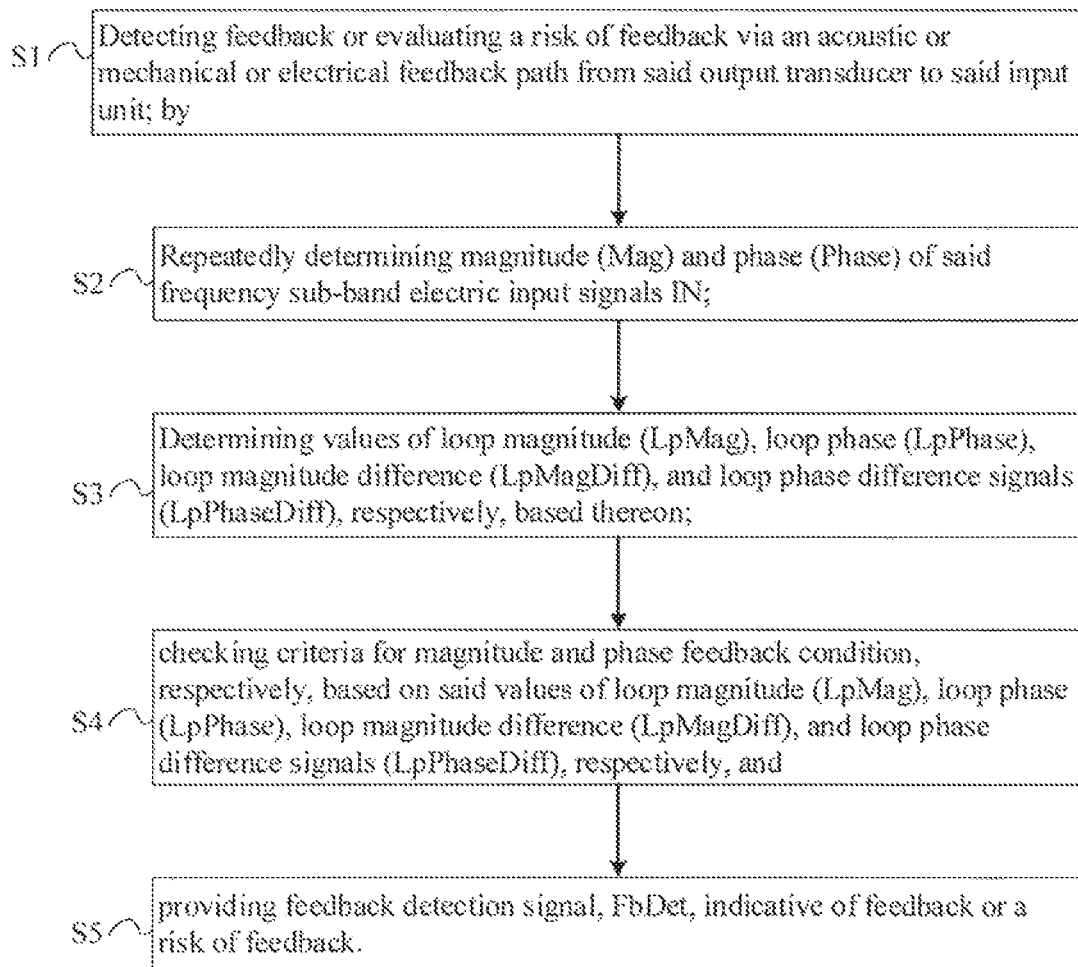 S1
Detecting feedback or evaluating a risk of feedback via an acoustic or
mechanical or electrical feedback path from said output transducer to said input
unit; by
S2
Repeatedly determining magnitude (Mag) and phase (Phase) of said
frequency sub-band electric input signals IN;
S3
Determining values of loop magnitude (LpMag), loop phase (LpPhase),
loop magnitude difference (LpMagDiff), and loop phase difference signals
(LpPhaseDiff), respectively, based thereon;
S4
checking criteria for magnitude and phase feedback condition,
respectively, based on said values of loop magnitude (LpMag), loop phase
(LpPhase), loop magnitude difference (LpMagDiff), and loop phase
difference signals (LpPhaseDiff), respectively, and
S5
providing feedback detection signal, FbDet, indicative of feedback or a
risk of feedback.